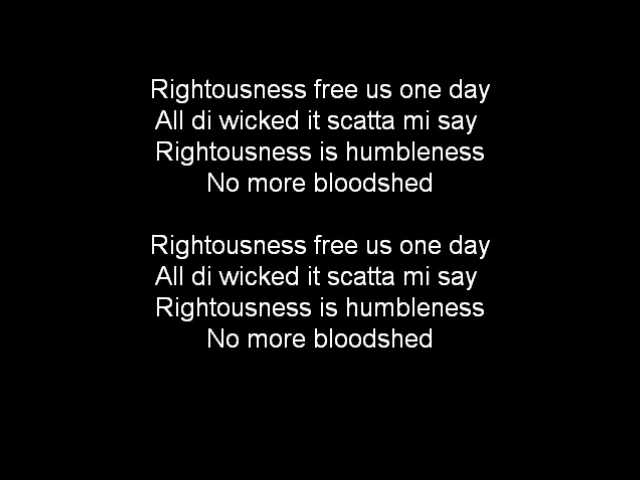 Rightousness free us one day
All di wicked it scatta mi say
Rightousness is humbleness
No more bloodshed
Rightousness free us one day
All di wicked it scatta mi say
Rightousness is humbleness
No more bloodshed